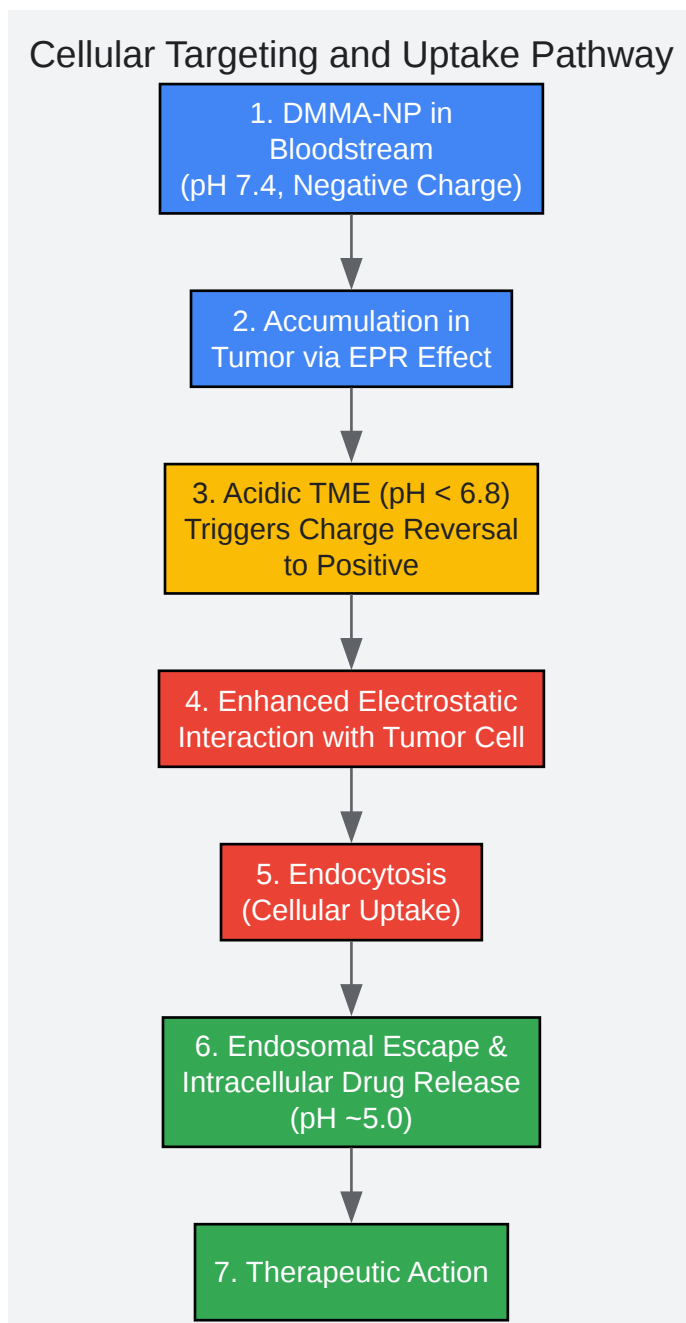 Cellular Targeting and Uptake Pathway
1. DMMA-NP in
Bloodstream
(pH 7.4, Negative Charge)
2. Accumulation in
Tumor via EPR Effect
3. Acidic TME (pH < 6.8)
Triggers Charge Reversal
to Positive
4. Enhanced Electrostatic
Interaction with Tumor Cell
5. Endocytosis
(Cellular Uptake)
6. Endosomal Escape &
Intracellular Drug Release
(pH ~5.0)
7. Therapeutic Action